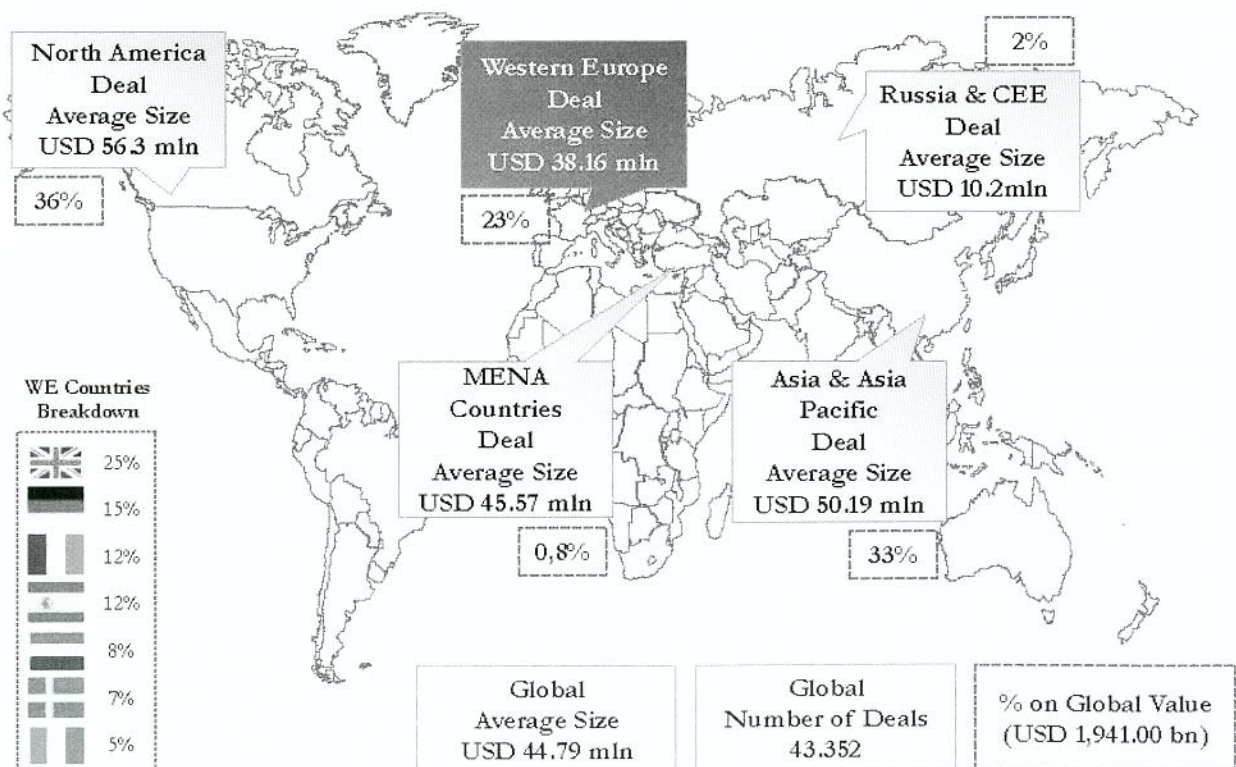 North America
Deal
Average Size
USD 56.3 mln
36%
Western Europe
Deal
Average Size
USD 38.16 mln
23%
2%
Russia & CEE
Deal
Average Size
USD 10.2mln
MENA
Countries
Deal
Average Size
USD 45.57 mln
0,8%
Asia & Asia
Pacific
Deal
Average Size
USD 50.19 mln
33%
WE Countries
Breakdown
25%
15%
12%
12%
8%
7%
5%
Global
Average Size
USD 44.79 mln
Global
Number of Deals
43.352
% on Global Value
(USD 1,941.00 bn)